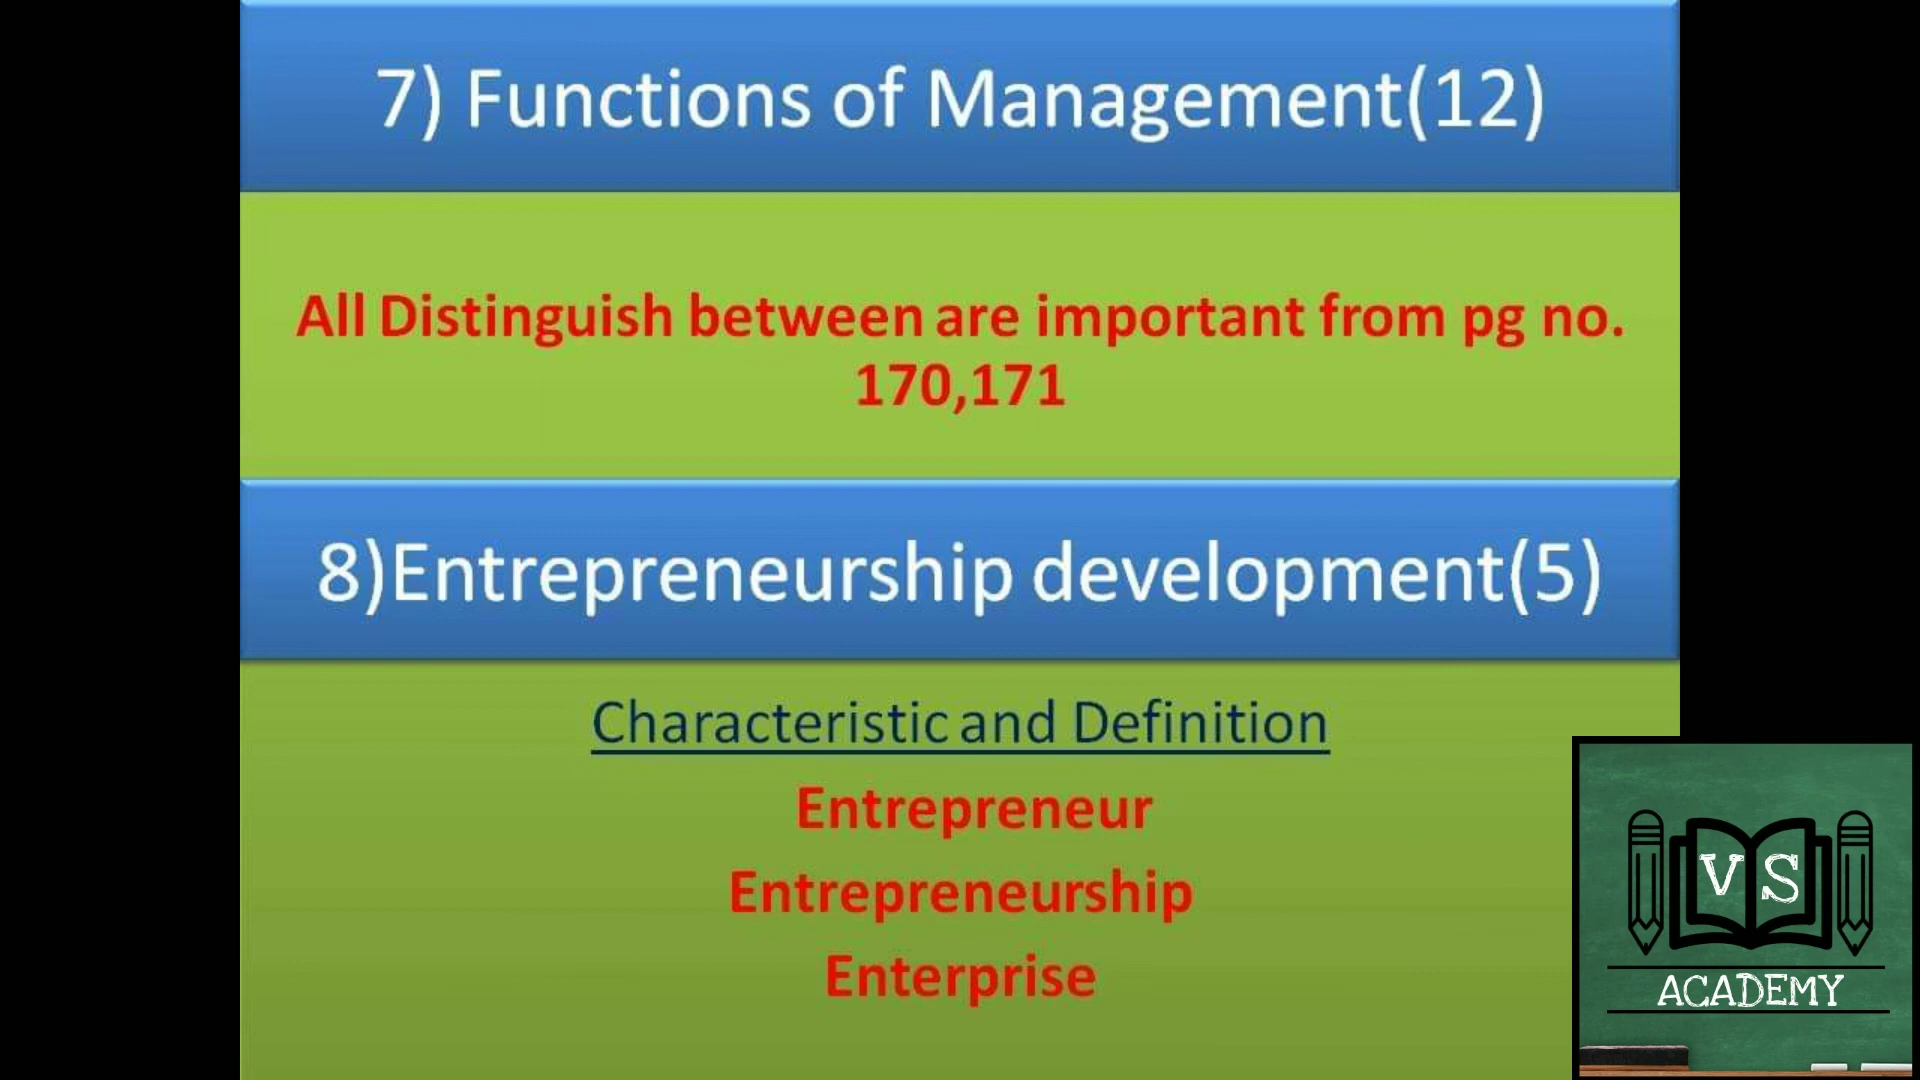 7) Functions of Management(12)
All Distinguish between are important from pg no.
170,171
8)Entrepreneurship development(5)
Characteristic and Definition
Entrepreneur
Entrepreneurship
Enterprise
V S
ACADEMY